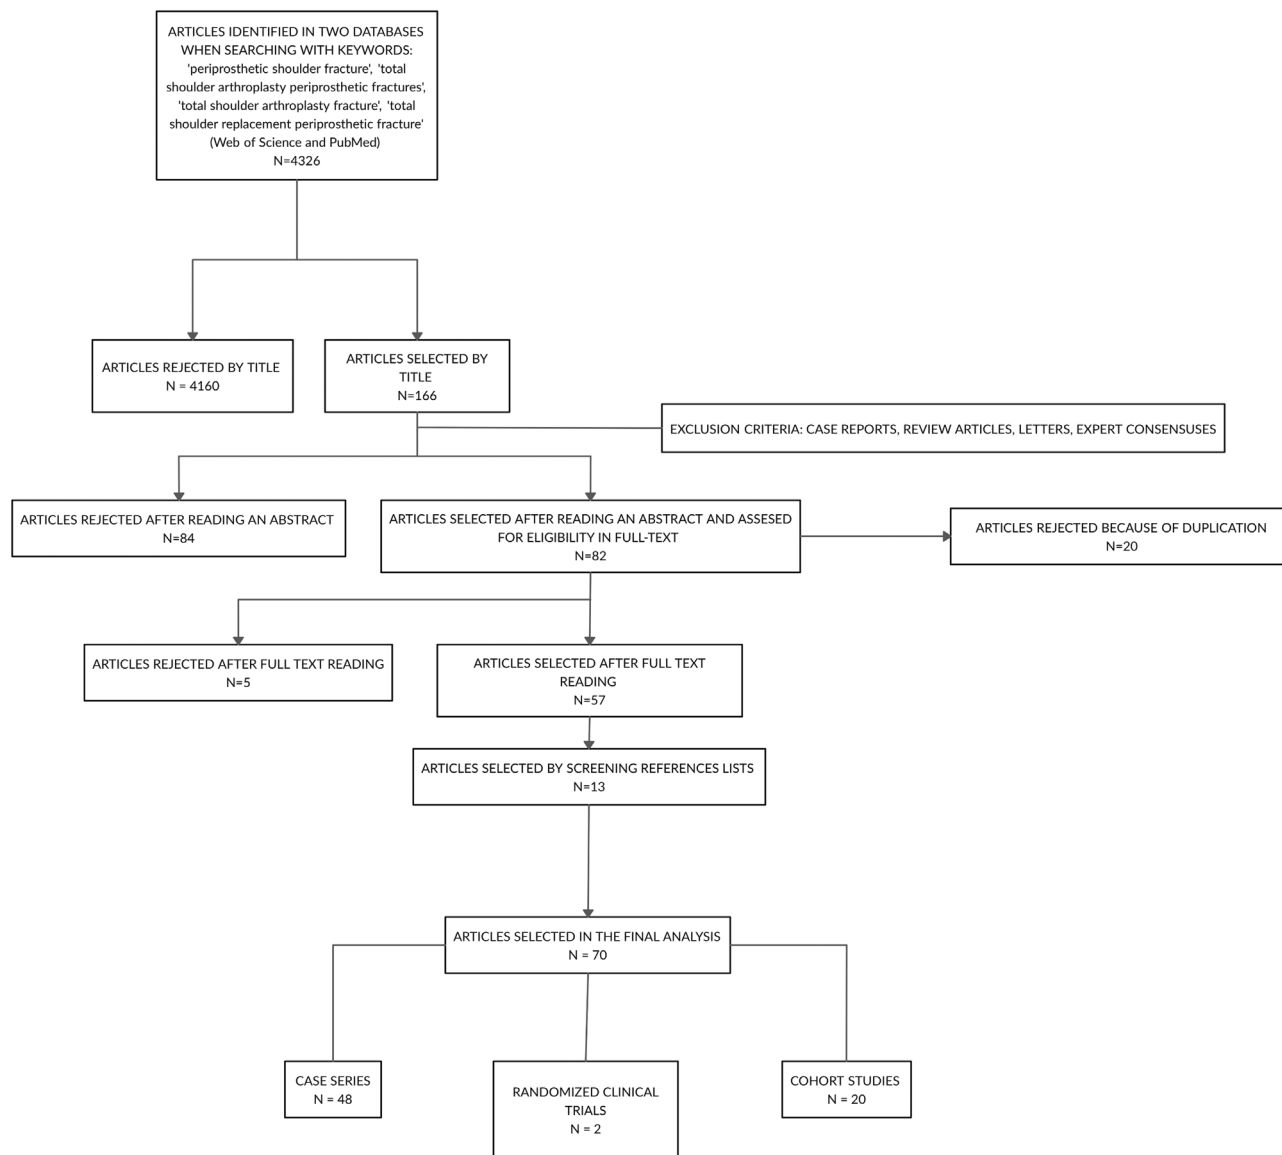 ARTICLES IDENTIFIED IN TWO DATABASES
WHEN SEARCHING WITH KEYWORDS:
'periprosthetic shoulder fracture', 'total
shoulder arthroplasty periprosthetic fractures',
'total shoulder arthroplasty fracture', 'total
shoulder replacement periprosthetic fracture'
(Web of Science and PubMed)
N=4326
ARTICLES REJECTED BY TITLE
N = 4160
ARTICLES SELECTED BY
TITLE
N=166
EXCLUSION CRITERIA: CASE REPORTS, REVIEW ARTICLES, LETTERS, EXPERT CONSENSUSES
ARTICLES REJECTED AFTER READING AN ABSTRACT
N=84
ARTICLES SELECTED AFTER READING AN ABSTRACT AND ASSESED
FOR ELIGIBILITY IN FULL-TEXT
N=82
ARTICLES REJECTED BECAUSE OF DUPLICATION
N=20
ARTICLES REJECTED AFTER FULL TEXT READING
N=5
ARTICLES SELECTED AFTER FULL TEXT
READING
N=57
ARTICLES SELECTED BY SCREENING REFERENCES LISTS
N=13
ARTICLES SELECTED IN THE FINAL ANALYSIS
N = 70
CASE SERIES
N = 48
RANDOMIZED CLINICAL
TRIALS
N = 2
COHORT STUDIES
N = 20